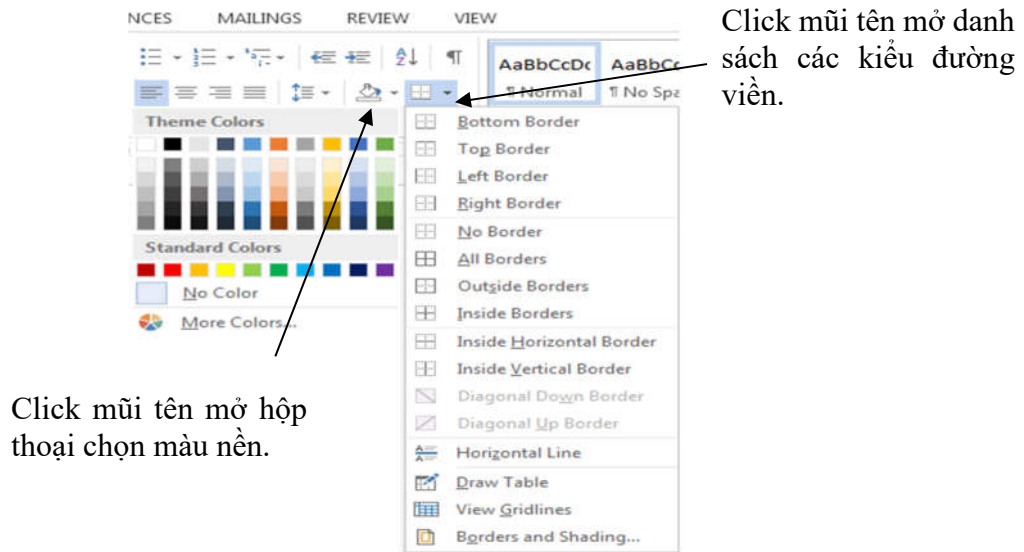 NCES MAILINGS REVIEW VIEW
Click mũi tên mở danh
sách các kiểu đường
viền.
AaBbCcDc AaBbCc
¶ Normal ¶ No Spa
Theme Colors
Standard Colors
No Color
More Colors...
Bottom Border
Top Border
Left Border
Right Border
No Border
All Borders
Outside Borders
Inside Borders
Inside Horizontal Border
Inside Vertical Border
Diagonal Down Border
Diagonal Up Border
Horizontal Line
Draw Table
View Gridlines
Borders and Shading...
Click mũi tên mở hộp
thoại chọn màu nền.